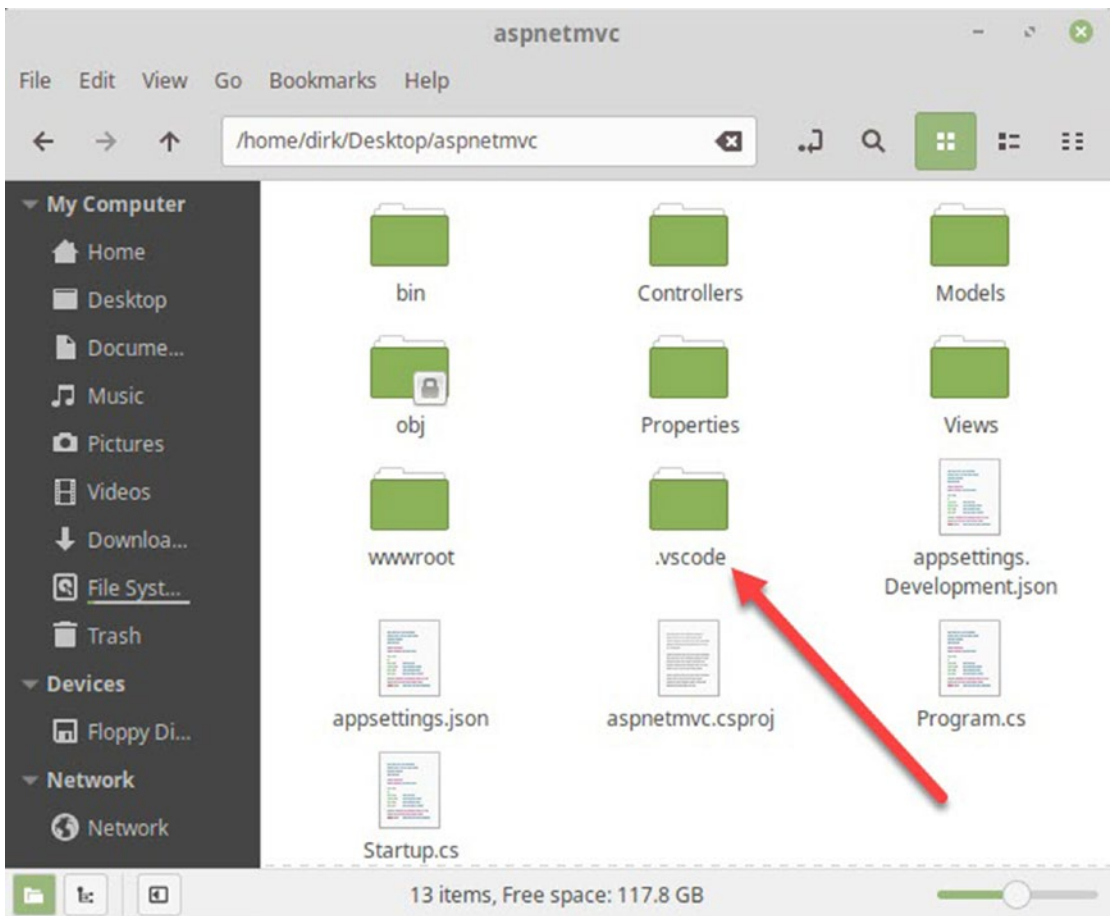 aspnetmvc
File Edit View Go Bookmarks Help
/home/dirk/Desktop/aspnetmvc
My Computer
Home
Desktop
Docume...
Music
Pictures
Videos
Downloa...
File Syst...
Trash
Devices
Floppy Di...
Network
Network
bin Controllers Models
obj Properties Views
wwwroot .vscode appsettings.
Development.json
appsettings.json aspnetmvc.csproj Program.cs
Startup.cs
13 items, Free space: 117.8 GB